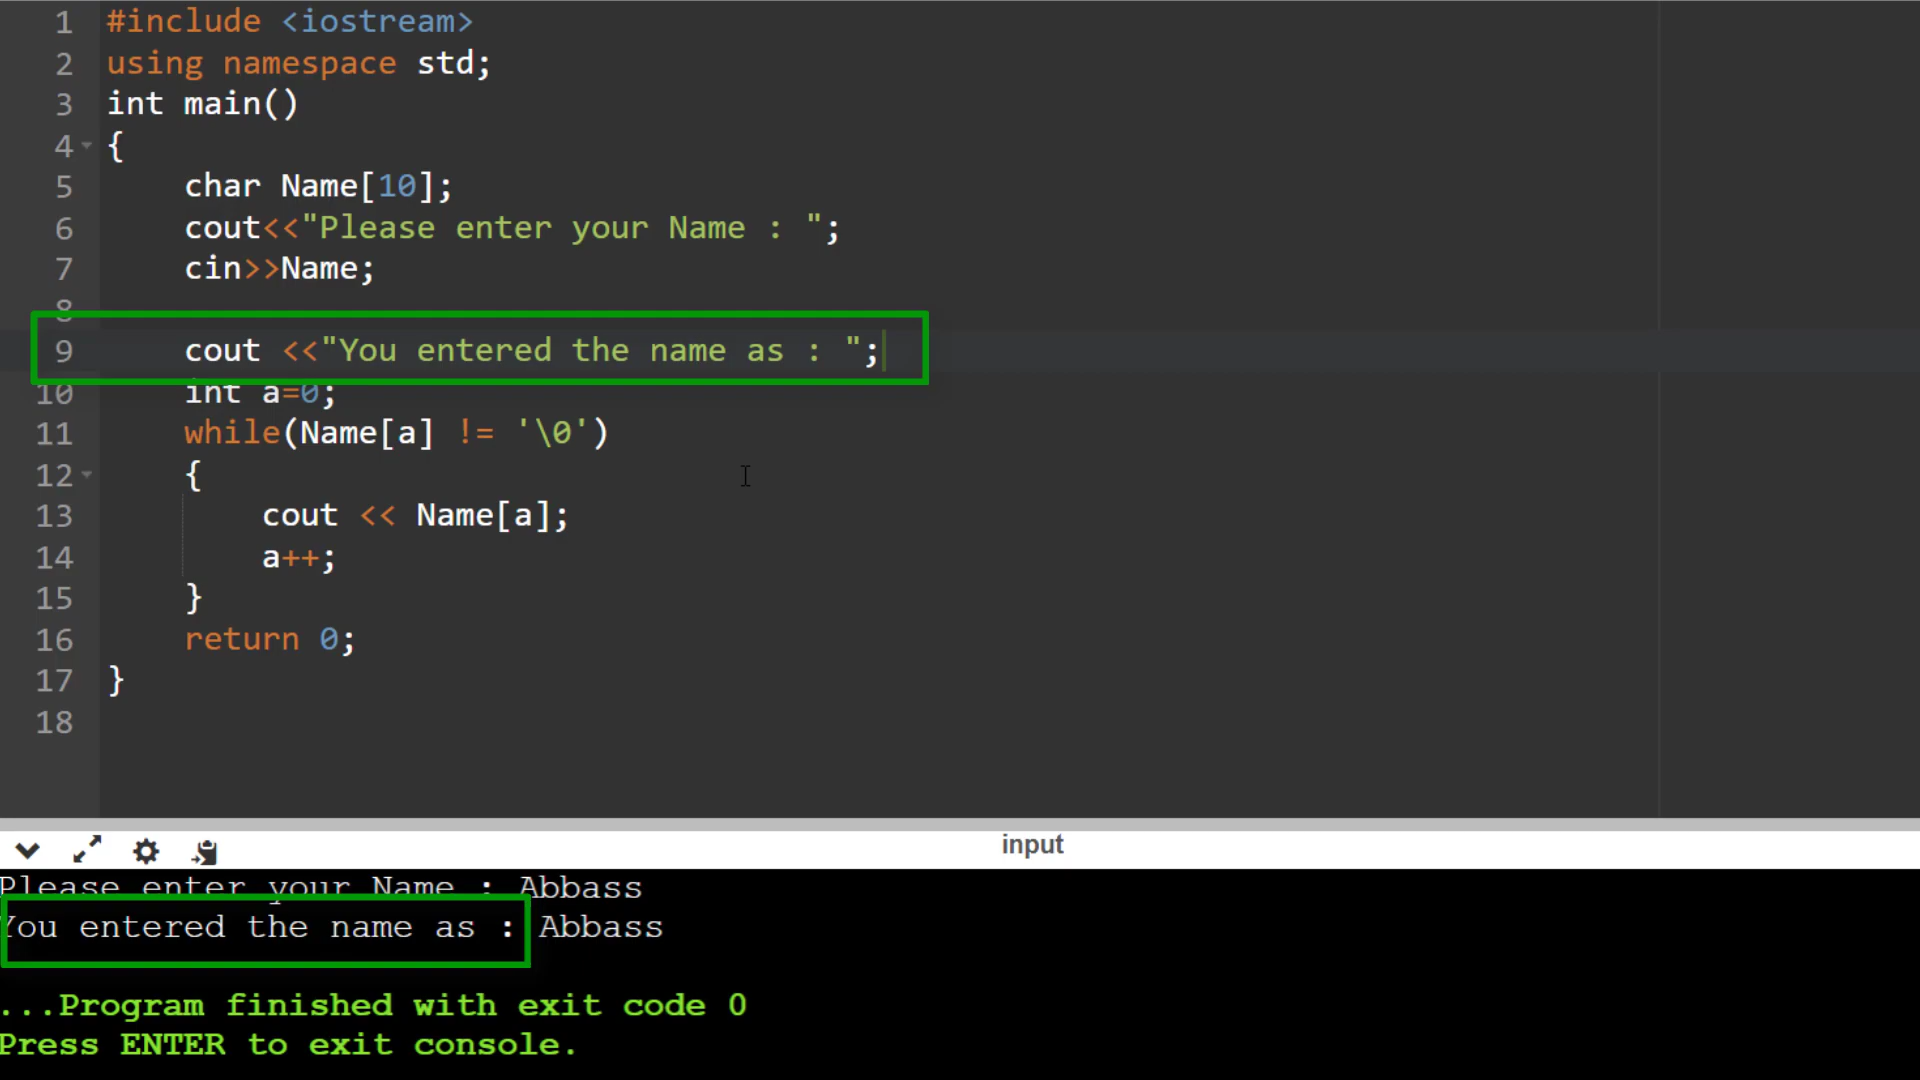 1 #include <iostream>
2 using namespace std;
3 int main()
4 {
5     char Name[10];
6     cout<<"Please enter your Name : ";
7     cin>>Name;
8
9     cout <<"You entered the name as : ";
10     int a=0;
11     while(Name[a] != '\0')
12     {
13         cout << Name[a];
14         a++;
15     }
16     return 0;
17 }
18
input
Please enter your Name : Abbass
You entered the name as : Abbass
...Program finished with exit code 0
Press ENTER to exit console.